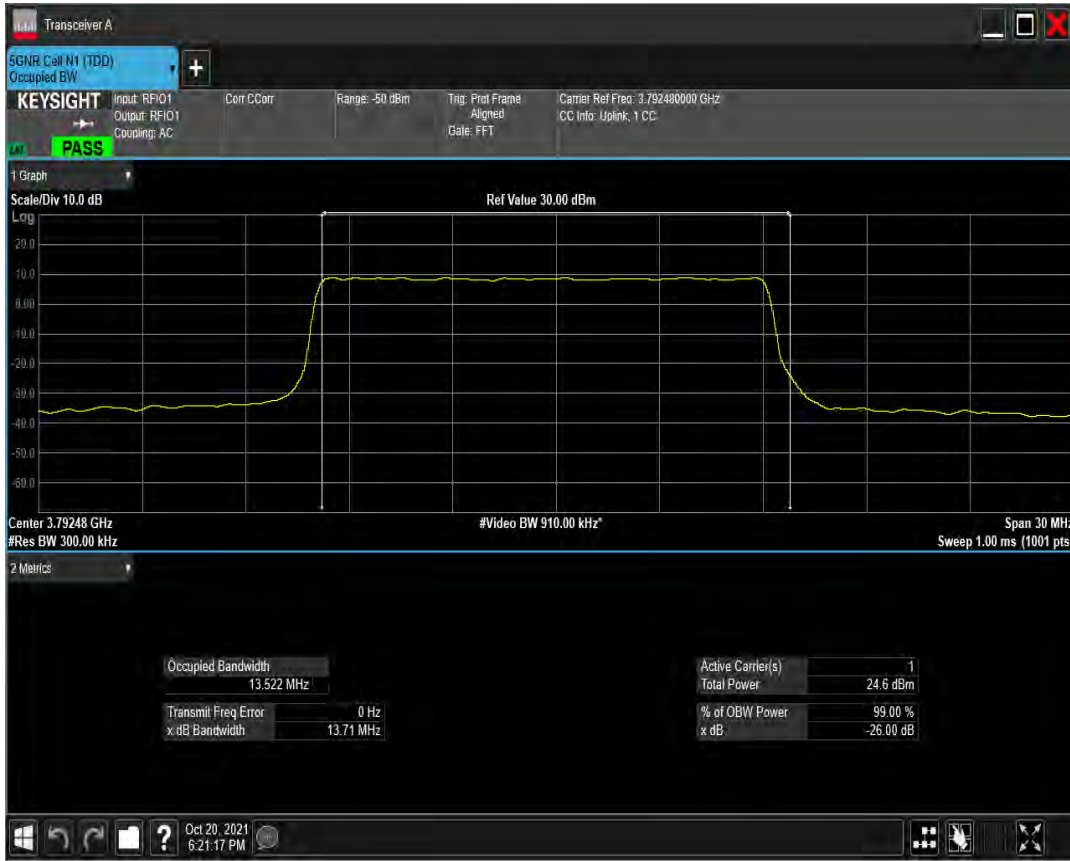 Transceiver A
5GNR Cell N1 (TDD)
Occupied BW
+
KEYSIGHT
Input: RFIO1
Output: RFIO1
Coupling: AC
Corr CCorr
Range: -50 dBm
Trig: Prot Frame
Aligned
Gate: FFT
Carrier Ref Freq: 3.792480000 GHz
CC Info: Uplink, 1 CC
PASS
1 Graph
Scale/Div 10.0 dB
Ref Value 30.00 dBm
Log
20.0
10.0
0.00
-10.0
-20.0
-30.0
-40.0
-50.0
-60.0
Center 3.79248 GHz
#Video BW 910.00 kHz*
Span 30 MHz
#Res BW 300.00 kHz
Sweep 1.00 ms (1001 pts
2 Metrics
Occupied Bandwidth
13.522 MHz
Transmit Freq Error 0 Hz
x dB Bandwidth 13.71 MHz
Active Carrier(s) 1
Total Power 24.6 dBm
% of OBW Power 99.00 %
x dB -26.00 dB
?
Oct 20, 2021
6:21:17 PM